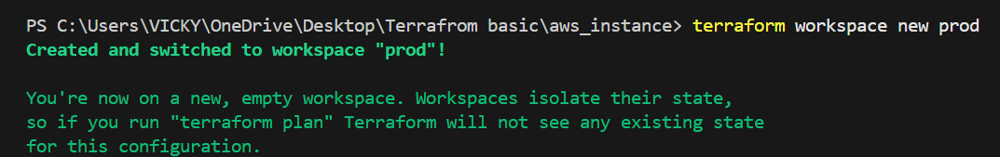 PS C:\Users\VICKY\OneDrive\Desktop\Terrafrom basic\aws_instance> terraform workspace new prod
Created and switched to workspace "prod"!
You're now on a new, empty workspace. Workspaces isolate their state,
so if you run "terraform plan" Terraform will not see any existing state
for this configuration.